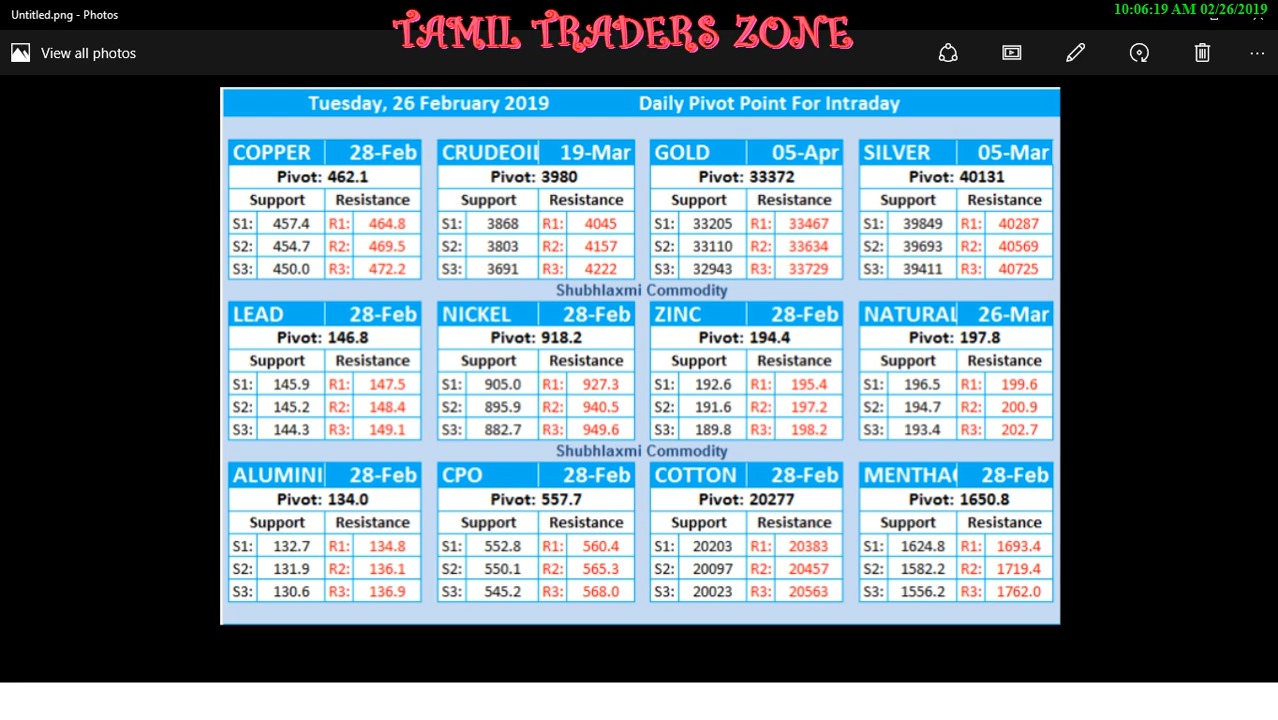 Untitled.png - Photos
10:06:19 AM 02/26/2019
TAMIL TRADERS ZONE
View all photos
Tuesday, 26 February 2019 Daily Pivot Point For Intraday
COPPER 28-Feb CRUDEOIL 19-Mar GOLD 05-Apr SILVER 05-Mar
Pivot: 462.1 Pivot: 3980 Pivot: 33372 Pivot: 40131
Support Resistance Support Resistance Support Resistance Support Resistance
S1: 457.4 R1: 464.8 S1: 3868 R1: 4045 S1: 33205 R1: 33467 S1: 39849 R1: 40287
S2: 454.7 R2: 469.5 S2: 3803 R2: 4157 S2: 33110 R2: 33634 S2: 39693 R2: 40569
S3: 450.0 R3: 472.2 S3: 3691 R3: 4222 S3: 32943 R3: 33729 S3: 39411 R3: 40725
Shubhlaxmi Commodity
LEAD 28-Feb NICKEL 28-Feb ZINC 28-Feb NATURAL 26-Mar
Pivot: 146.8 Pivot: 918.2 Pivot: 194.4 Pivot: 197.8
Support Resistance Support Resistance Support Resistance Support Resistance
S1: 145.9 R1: 147.5 S1: 905.0 R1: 927.3 S1: 192.6 R1: 195.4 S1: 196.5 R1: 199.6
S2: 145.2 R2: 148.4 S2: 895.9 R2: 940.5 S2: 191.6 R2: 197.2 S2: 194.7 R2: 200.9
S3: 144.3 R3: 149.1 S3: 882.7 R3: 949.6 S3: 189.8 R3: 198.2 S3: 193.4 R3: 202.7
Shubhlaxmi Commodity
ALUMINI 28-Feb CPO 28-Feb COTTON 28-Feb MENTHA 28-Feb
Pivot: 134.0 Pivot: 557.7 Pivot: 20277 Pivot: 1650.8
Support Resistance Support Resistance Support Resistance Support Resistance
S1: 132.7 R1: 134.8 S1: 552.8 R1: 560.4 S1: 20203 R1: 20383 S1: 1624.8 R1: 1693.4
S2: 131.9 R2: 136.1 S2: 550.1 R2: 565.3 S2: 20097 R2: 20457 S2: 1582.2 R2: 1719.4
S3: 130.6 R3: 136.9 S3: 545.2 R3: 568.0 S3: 20023 R3: 20563 S3: 1556.2 R3: 1762.0